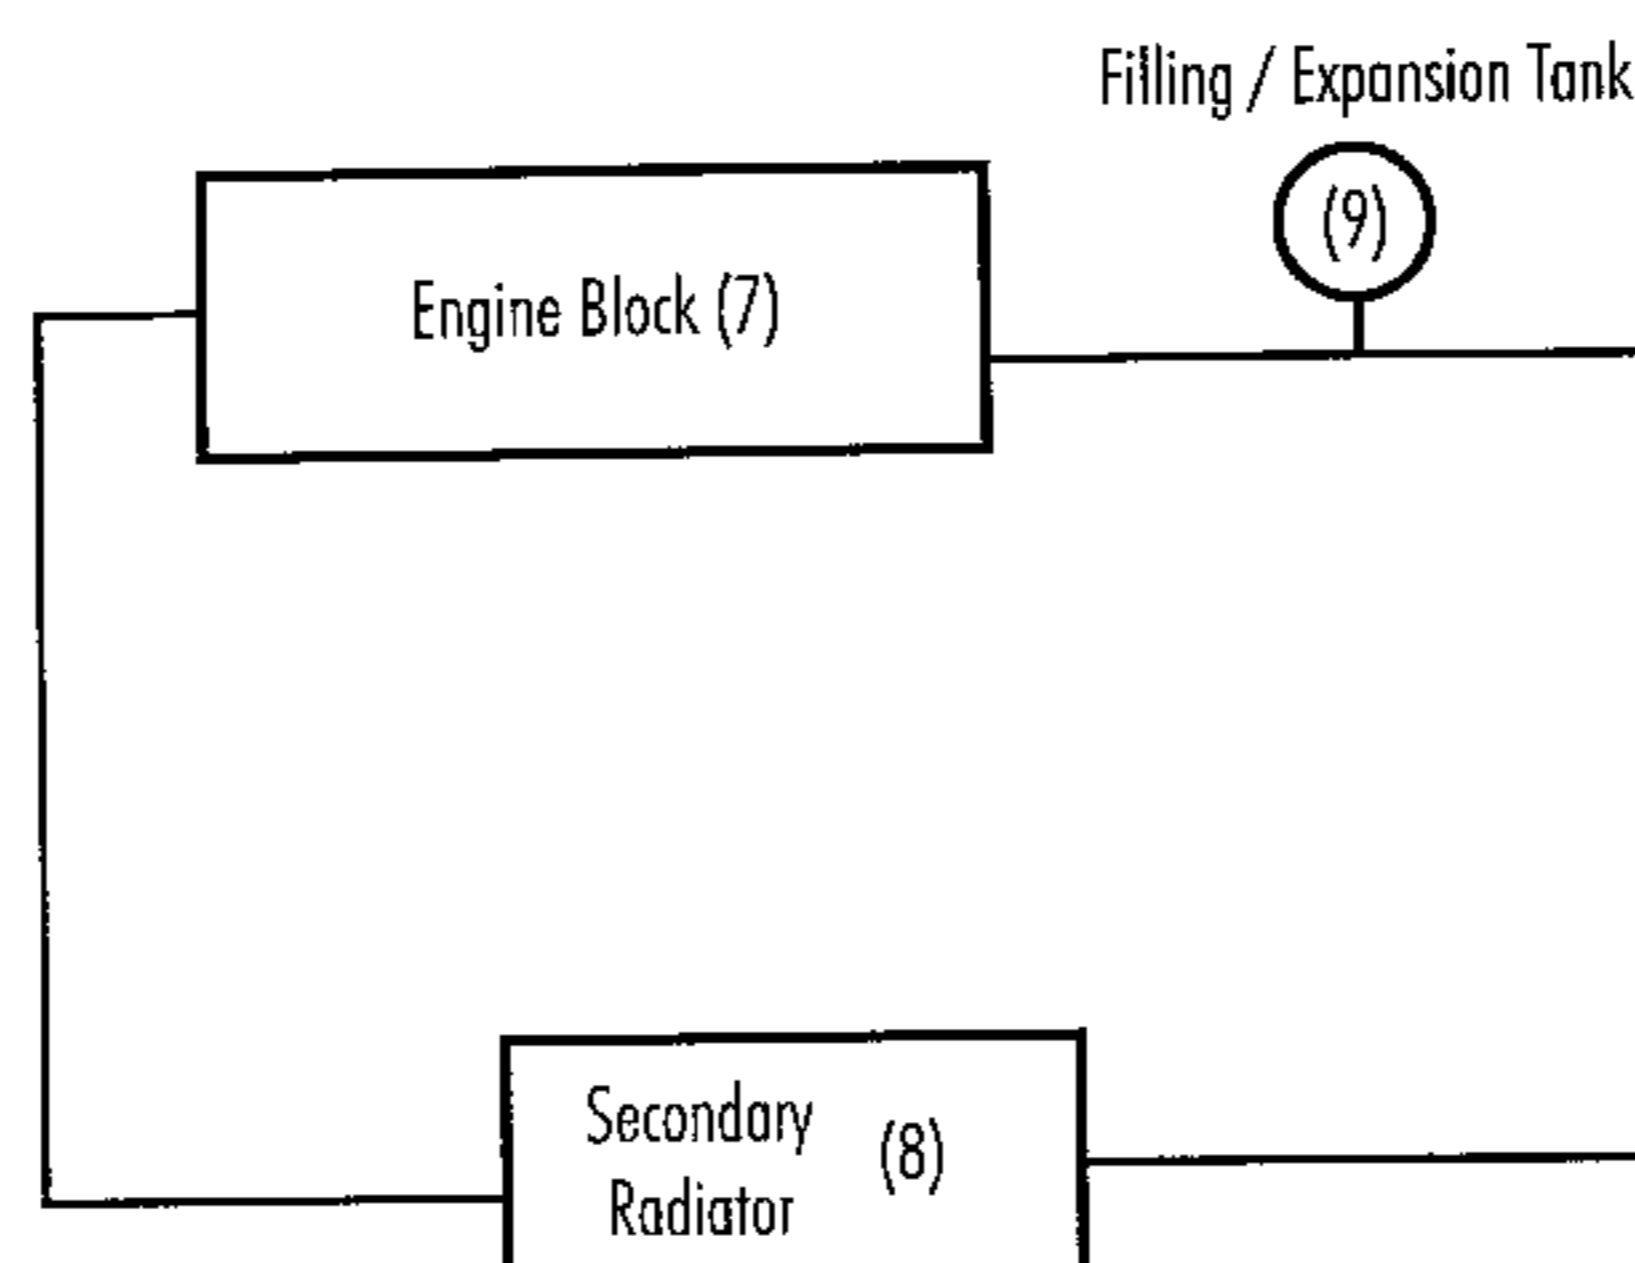 Filling / Expansion Tank
(9)
Engine Block (7)
Secondary (8)
Radiator